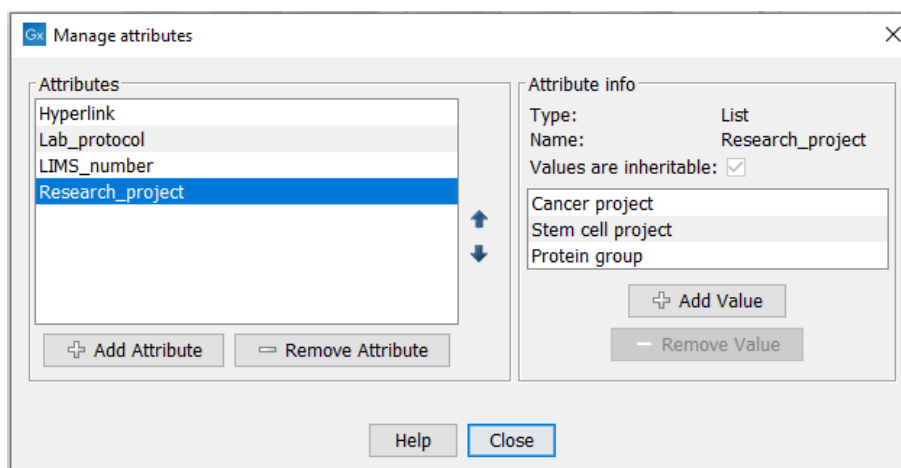 Gx Manage attributes
Attributes
Hyperlink
Lab_protocol
LIMS_number
Research_project
Add Attribute
Remove Attribute
Attribute info
Type: List
Name: Research_project
Values are inheritable:
Cancer project
Stem cell project
Protein group
Add Value
Remove Value
Help
Close